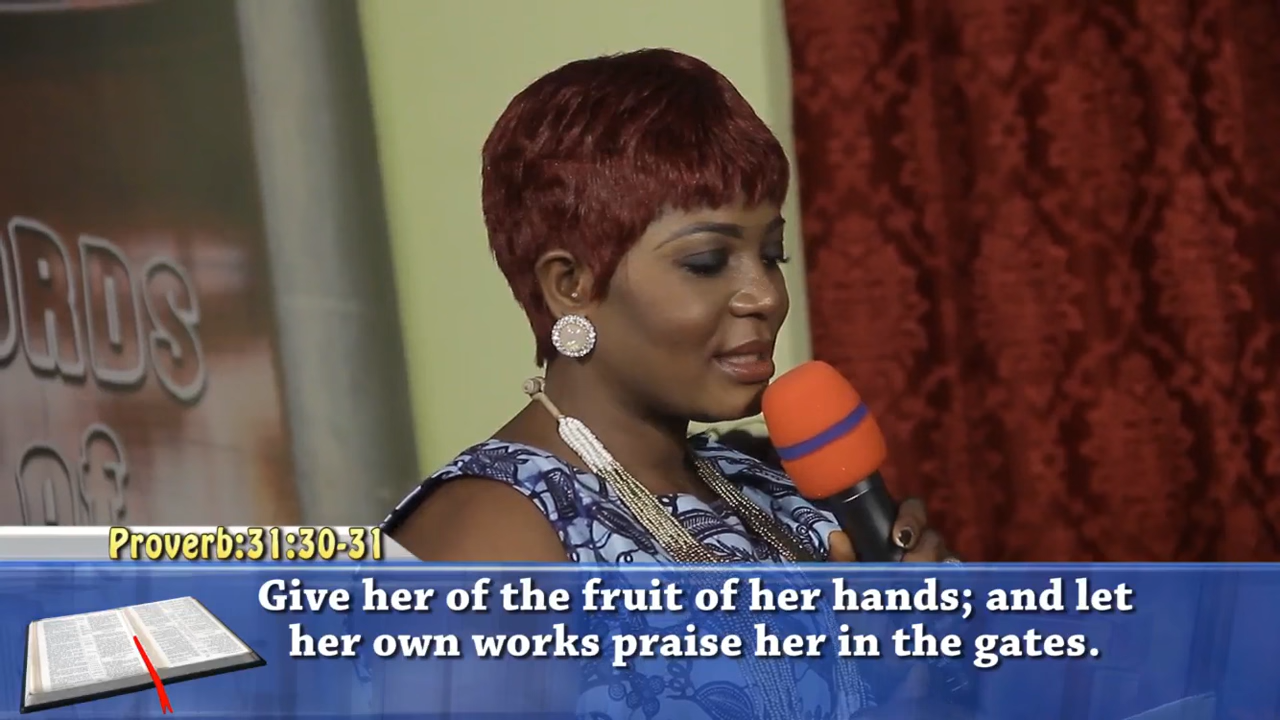 of
Proverb:31:30-31
Give her of the fruit of her hands; and let
her own works praise her in the gates.